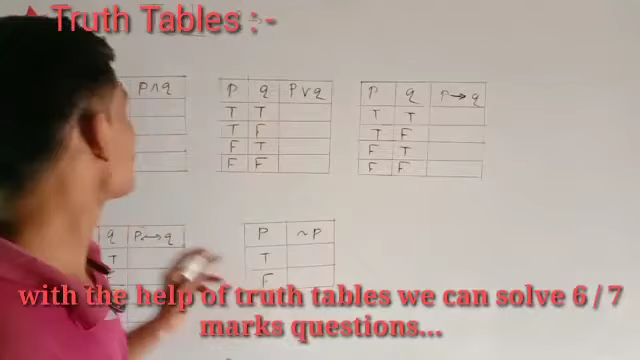 Truth Tables :-
P∧q
P q P∨q
T T
T F
F T
F F
P q P→q
T T
T F
F T
F F
q P↔q
T
P ~P
T
F
with the help of truth tables we can solve 6 / 7
marks questions...